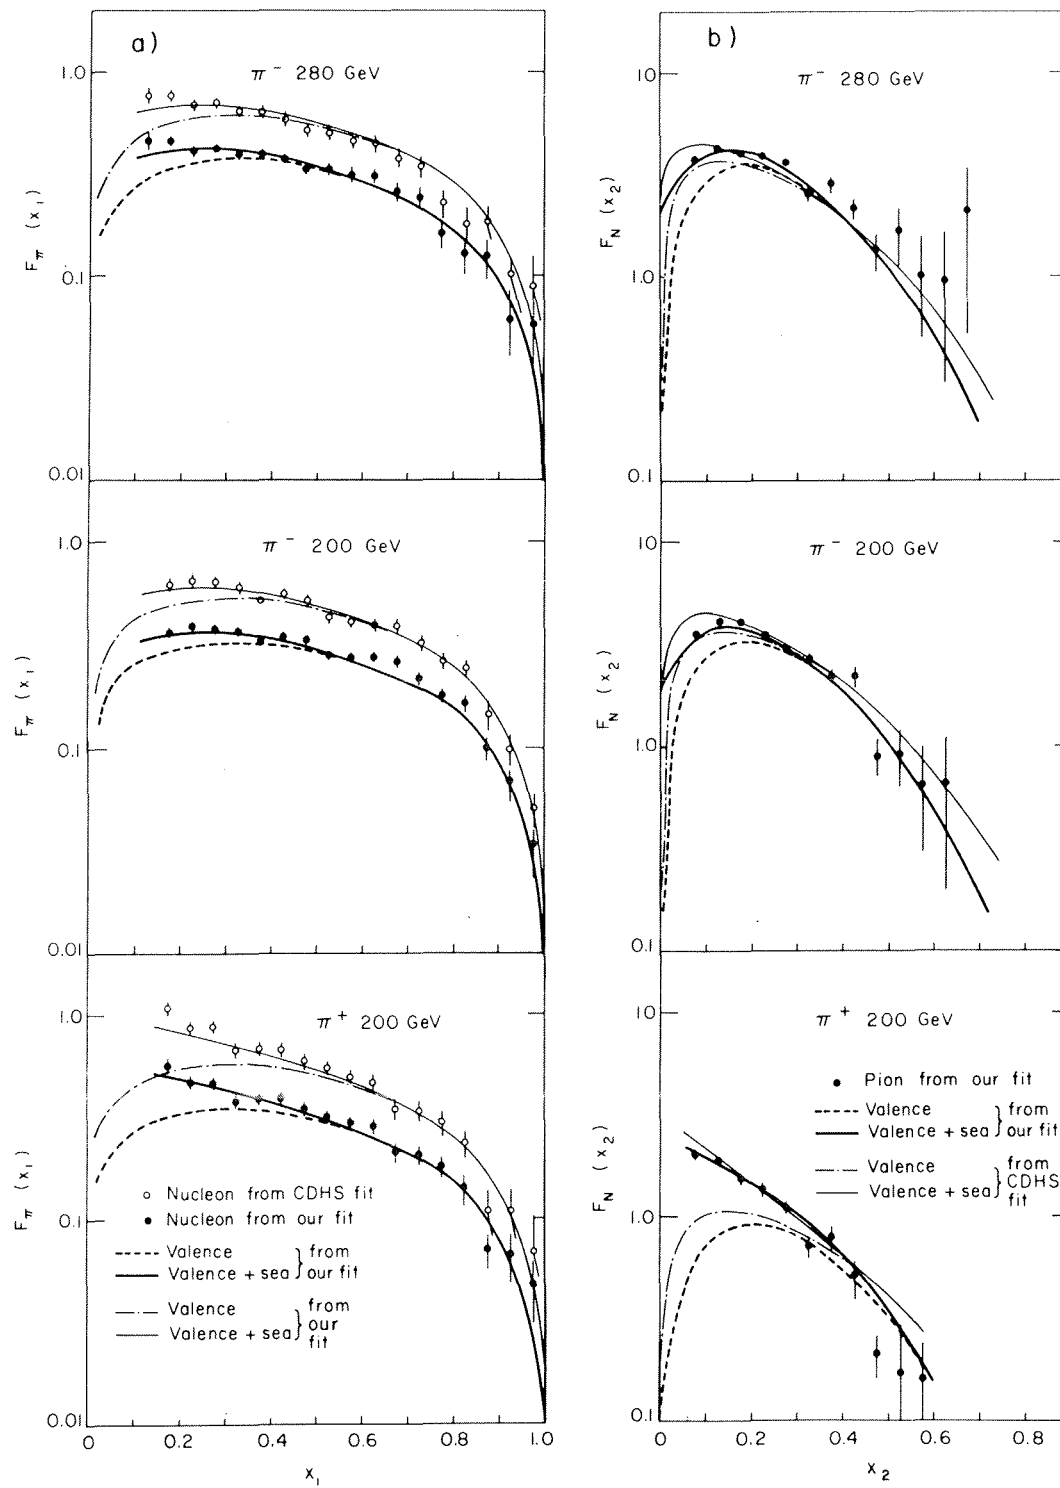 a)
π⁻ 280 GeV
1.0
0.1
0.01
F_π (x₁)
π⁻ 200 GeV
1.0
0.1
0.01
F_π (x₁)
π⁺ 200 GeV
1.0
0.1
0.01
F_π (x₁)
Nucleon from CDHS fit
Nucleon from our fit
Valence
Valence + sea } from our fit
Valence
Valence + sea } from our fit
0 0.2 0.4 0.6 0.8 1.0
x₁
b)
π⁻ 280 GeV
10
1.0
0.1
F_N (x₂)
π⁻ 200 GeV
10
1.0
0.1
F_N (x₂)
π⁺ 200 GeV
1.0
1.0
0.1
F_N (x₂)
Pion from our fit
Valence
Valence + sea } from our fit
Valence
Valence + sea } from CDHS fit
0 0.2 0.4 0.6 0.8
x₂